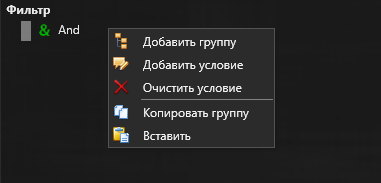 Фильтр
& And
Добавить группу
Добавить условие
Очистить условие
Копировать группу
Вставить